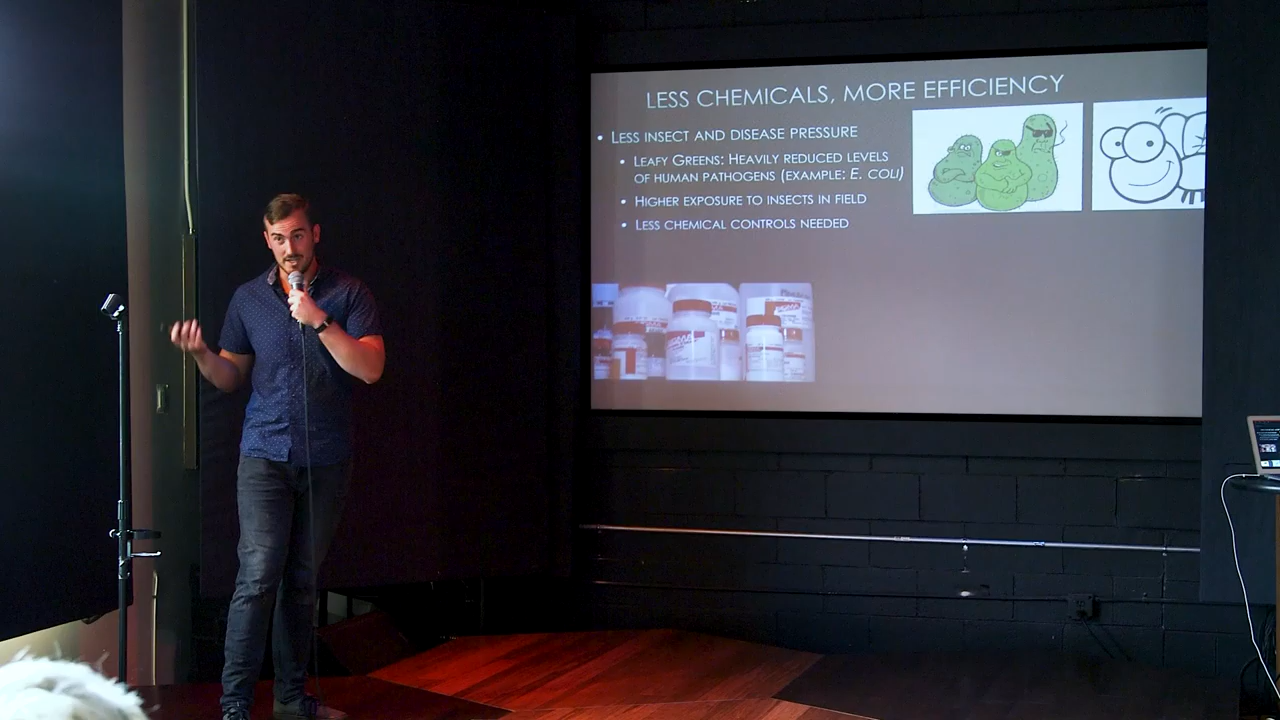 LESS CHEMICALS, MORE EFFICIENCY
• LESS INSECT AND DISEASE PRESSURE
• LEAFY GREENS: HEAVILY REDUCED LEVELS
OF HUMAN PATHOGENS (EXAMPLE: E. COLI)
• HIGHER EXPOSURE TO INSECTS IN FIELD
• LESS CHEMICAL CONTROLS NEEDED